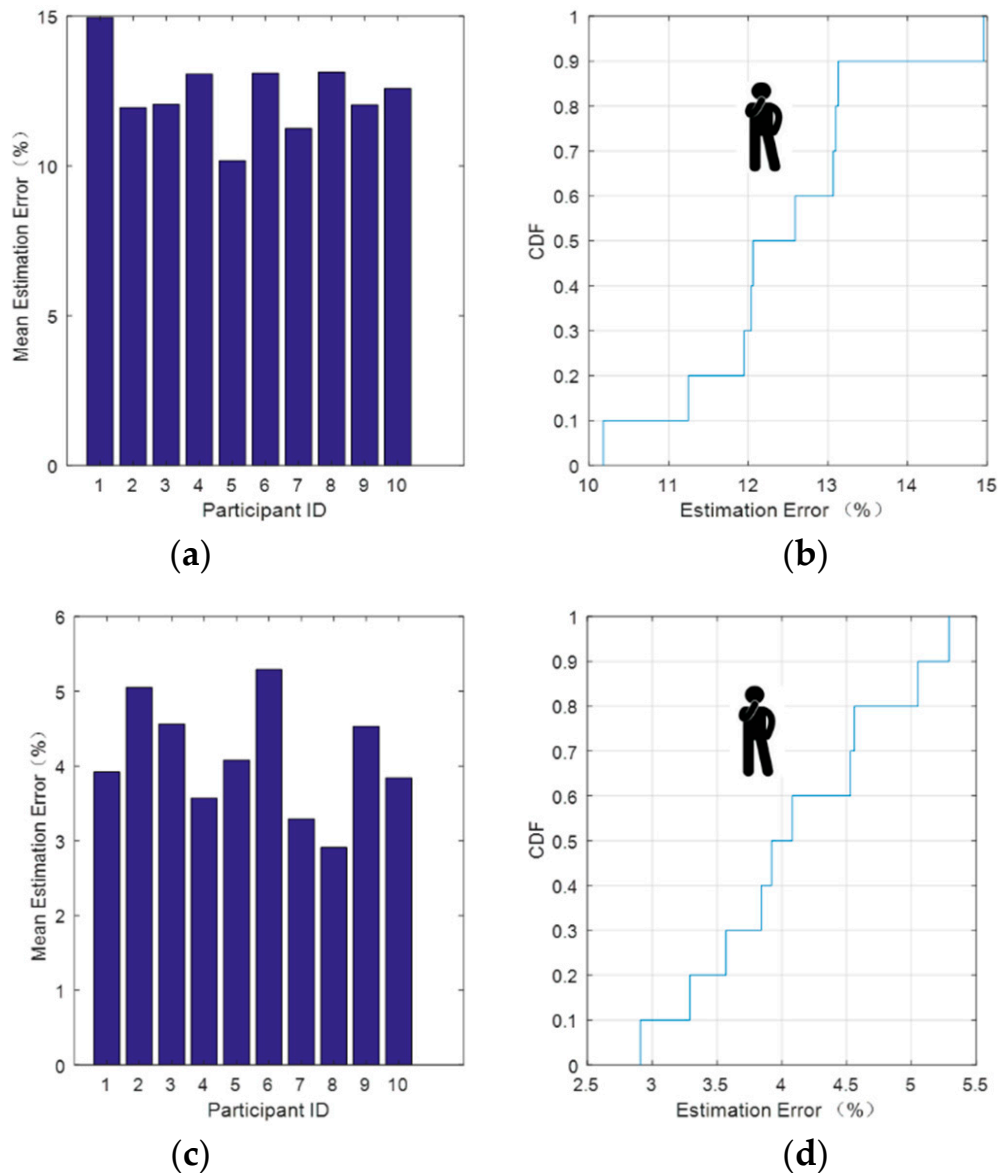 15
10
5
0
Mean Estimation Error (%)
1 2 3 4 5 6 7 8 9 10
Participant ID
(a)
1
0.9
0.8
0.7
0.6
0.5
0.4
0.3
0.2
0.1
0
CDF
10 11 12 13 14 15
Estimation Error (%)
(b)
6
5
4
3
2
1
0
Mean Estimation Error (%)
1 2 3 4 5 6 7 8 9 10
Participant ID
(c)
1
0.9
0.8
0.7
0.6
0.5
0.4
0.3
0.2
0.1
0
CDF
2.5 3 3.5 4 4.5 5 5.5
Estimation Error (%)
(d)